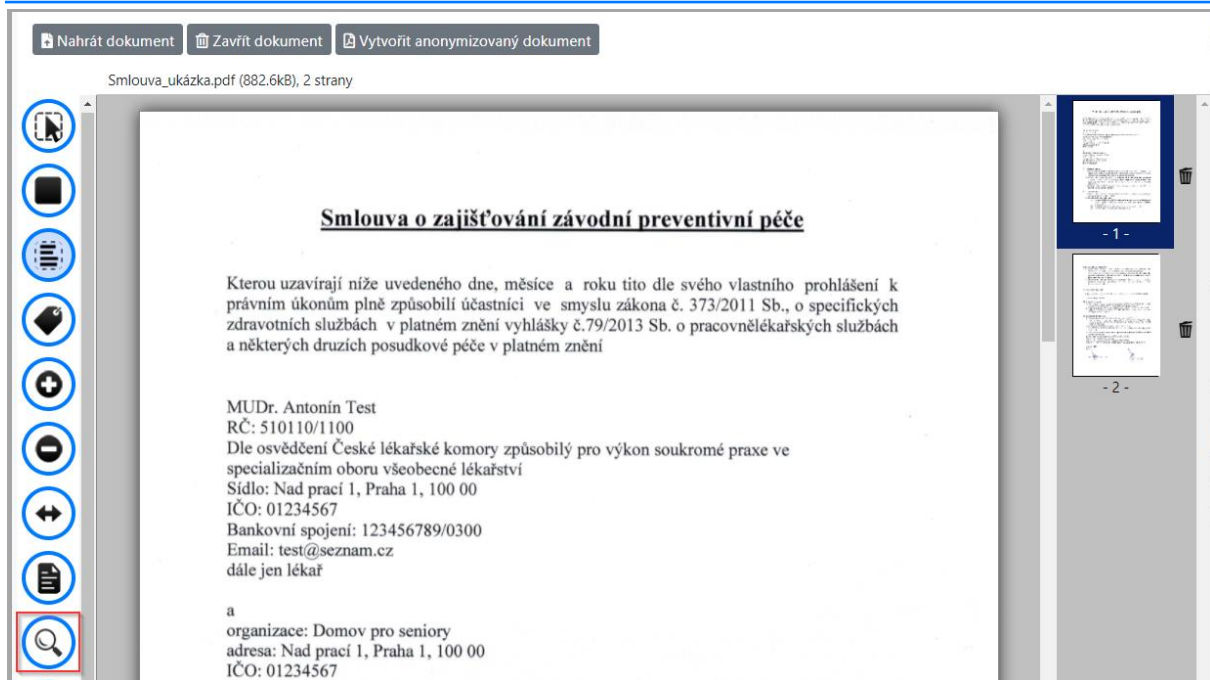 Nahrát dokument
Zavřít dokument
Vytvořit anonymizovaný dokument
Smlouva_ukázka.pdf (882.6kB), 2 strany
Smlouva o zajišťování závodní preventivní péče
Kterou uzavírají níže uvedeného dne, měsíce a roku tito dle svého vlastního prohlášení k
právním úkonům plně způsobilí účastníci ve smyslu zákona č. 373/2011 Sb., o specifických
zdravotních službách v platném znění vyhlášky č.79/2013 Sb. o pracovnělékařských službách
a některých druzích posudkové péče v platném znění
MUDr. Antonín Test
RČ: 510110/1100
Dle osvědčení České lékařské komory způsobilý pro výkon soukromé praxe ve
specializačním oboru všeobecné lékařství
Sídlo: Nad prací 1, Praha 1, 100 00
IČO: 01234567
Bankovní spojení: 123456789/0300
Email: test@seznam.cz
dále jen lékař
a
organizace: Domov pro seniory
adresa: Nad prací 1, Praha 1, 100 00
IČO: 01234567
- 1 -
- 2 -